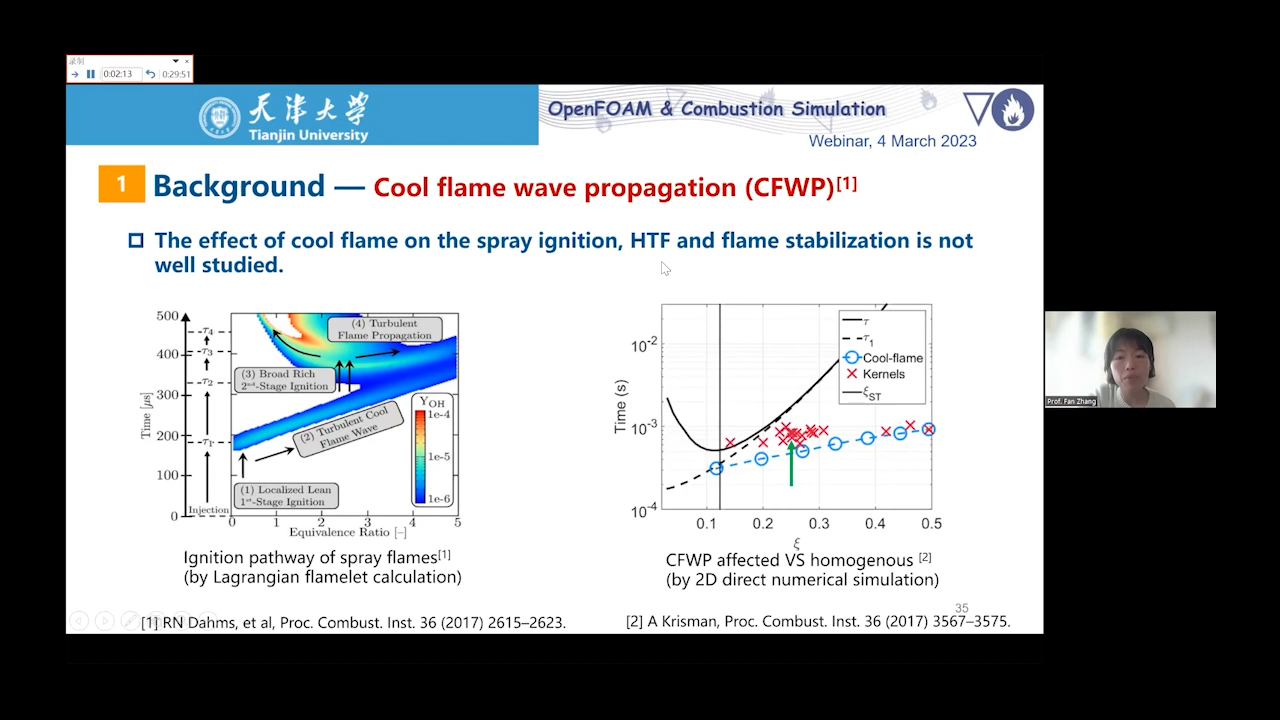 录制
0:02:13 0:29:51
天津大学
Tianjin University
OpenFOAM & Combustion Simulation
Webinar, 4 March 2023
1 Background — Cool flame wave propagation (CFWP)[1]
The effect of cool flame on the spray ignition, HTF and flame stabilization is not
well studied.
500
400
300
200
100
0
Time [μs]
τ4
τ3
τ2
τ1
Injection
(4) Turbulent
Flame Propagation
(3) Broad Rich
2nd-Stage Ignition
(2) Turbulent Cool
Flame Wave
(1) Localized Lean
1st-Stage Ignition
YOH
1e-4
1e-5
1e-6
0 1 2 3 4 5
Equivalence Ratio [–]
Ignition pathway of spray flames[1]
(by Lagrangian flamelet calculation)
10-2
10-3
10-4
Time (s)
τ
τ1
Cool-flame
Kernels
ξST
0.1 0.2 0.3 0.4 0.5
ξ
CFWP affected VS homogenous [2]
(by 2D direct numerical simulation)
35
[1] RN Dahms, et al, Proc. Combust. Inst. 36 (2017) 2615–2623.
[2] A Krisman, Proc. Combust. Inst. 36 (2017) 3567–3575.
Prof. Fan Zhang